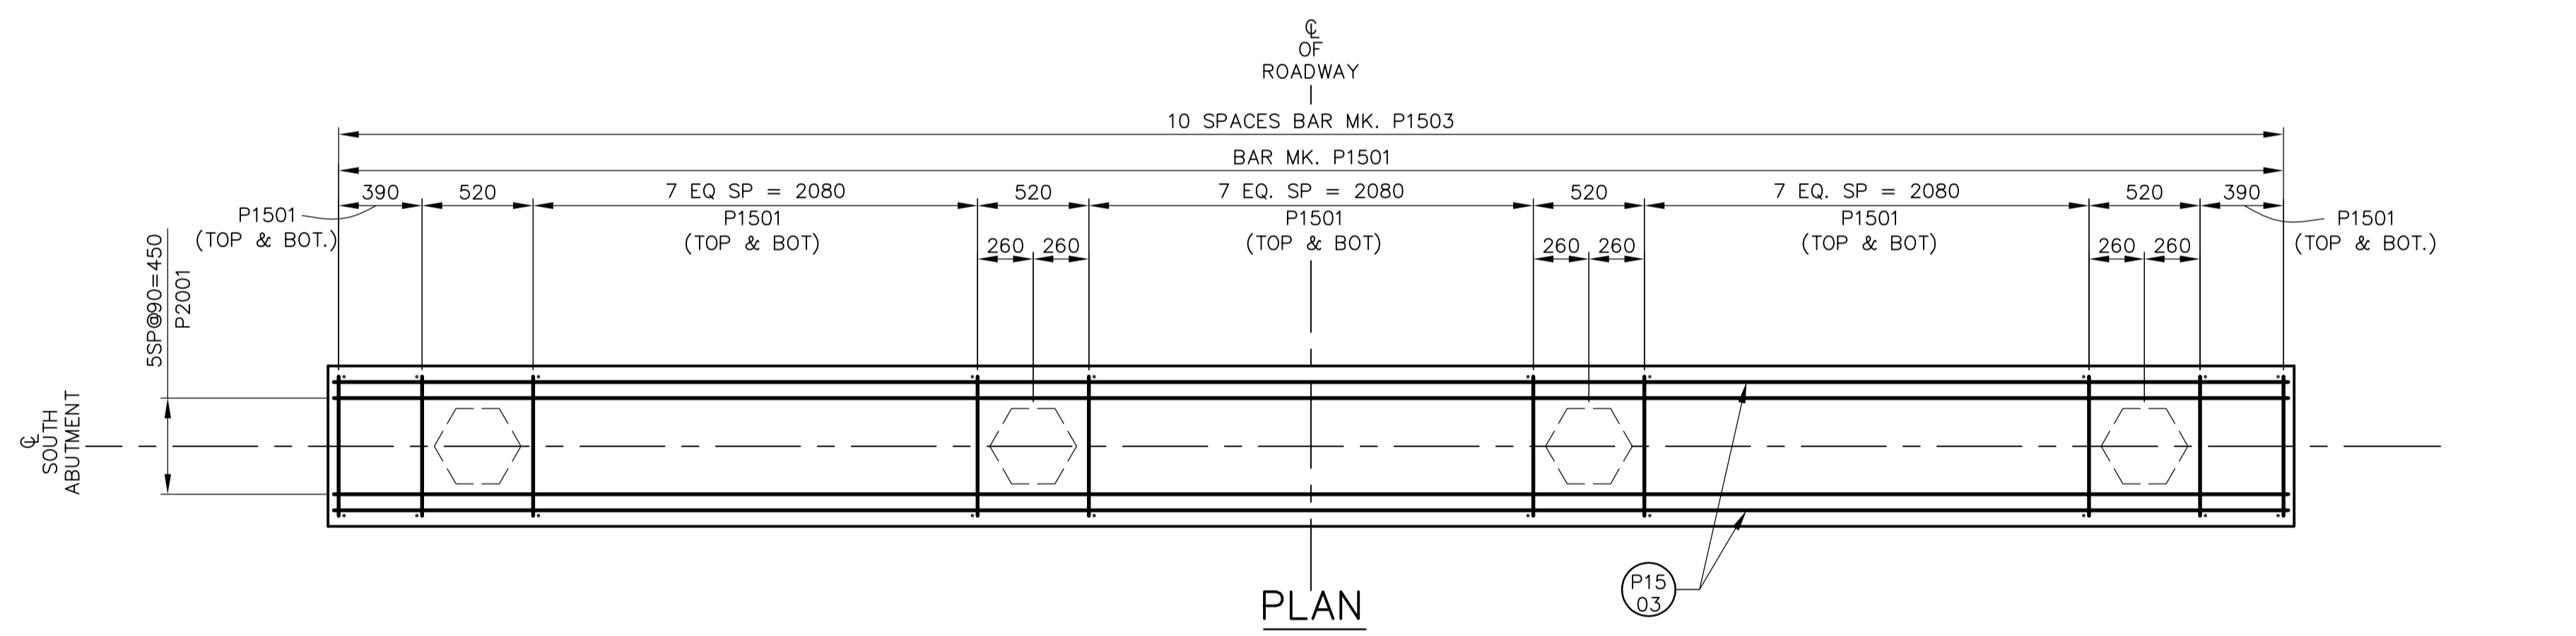 ℄
OF
ROADWAY
10 SPACES BAR MK. P1503
BAR MK. P1501
390
520
7 EQ SP = 2080
520
7 EQ. SP = 2080
520
7 EQ. SP = 2080
520
390
P1501
(TOP & BOT.)
P1501
(TOP & BOT)
260
260
P1501
(TOP & BOT)
260
260
P1501
(TOP & BOT)
260
260
P1501
(TOP & BOT.)
5SP@90=450
P2001
℄
SOUTH
ABUTMENT
P15
03
PLAN